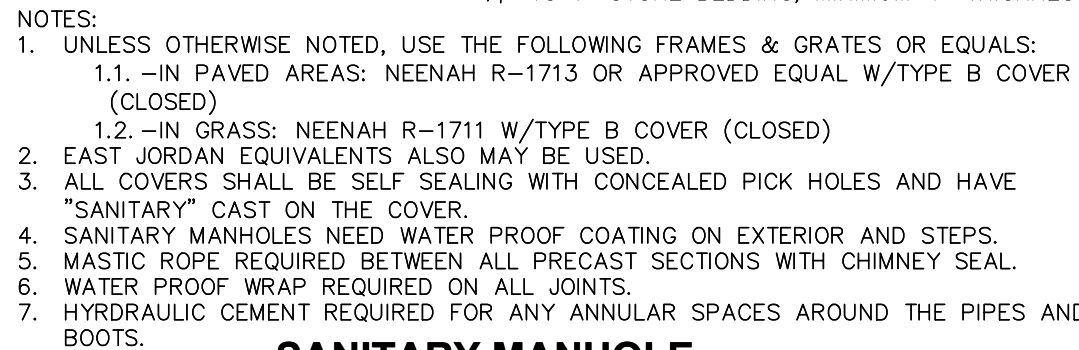 NOTES:
1. UNLESS OTHERWISE NOTED, USE THE FOLLOWING FRAMES & GRATES OR EQUALS:
1.1. –IN PAVED AREAS: NEENAH R–1713 OR APPROVED EQUAL W/TYPE B COVER
(CLOSED)
1.2. –IN GRASS: NEENAH R–1711 W/TYPE B COVER (CLOSED)
2. EAST JORDAN EQUIVALENTS ALSO MAY BE USED.
3. ALL COVERS SHALL BE SELF SEALING WITH CONCEALED PICK HOLES AND HAVE
"SANITARY" CAST ON THE COVER.
4. SANITARY MANHOLES NEED WATER PROOF COATING ON EXTERIOR AND STEPS.
5. MASTIC ROPE REQUIRED BETWEEN ALL PRECAST SECTIONS WITH CHIMNEY SEAL.
6. WATER PROOF WRAP REQUIRED ON ALL JOINTS.
7. HYRDRAULIC CEMENT REQUIRED FOR ANY ANNULAR SPACES AROUND THE PIPES AND
BOOTS.
SANITARY MANHOLE